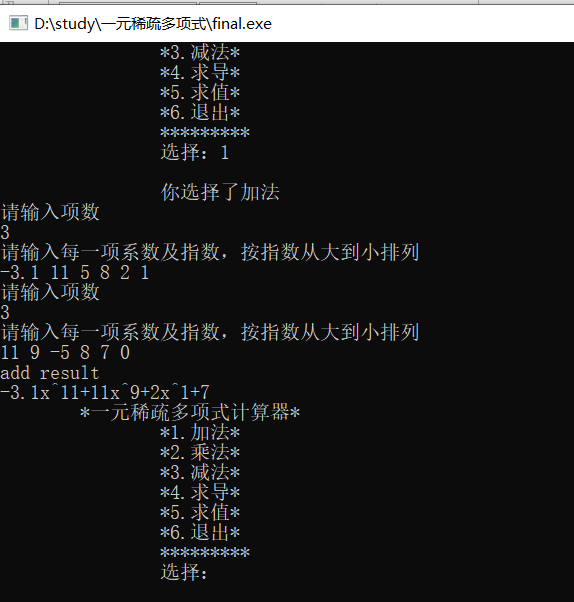 D:\study\一元稀疏多项式\final.exe
*3.减法*
*4.求导*
*5.求值*
*6.退出*
*********
选择: 1
你选择了加法
请输入项数
3
请输入每一项系数及指数，按指数从大到小排列
-3.1 11 5 8 2 1
请输入项数
3
请输入每一项系数及指数，按指数从大到小排列
11 9 -5 8 7 0
add result
-3.1x^11+11x^9+2x^1+7
*一元稀疏多项式计算器*
*1.加法*
*2.乘法*
*3.减法*
*4.求导*
*5.求值*
*6.退出*
*********
选择: